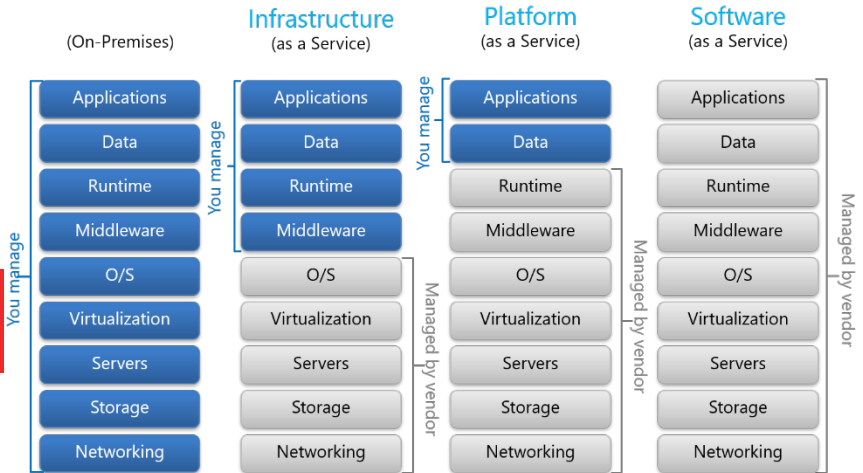 Infrastructure
Platform
Software
(On-Premises)
(as a Service)
(as a Service)
(as a Service)
You manage
Applications
Data
Runtime
Middleware
O/S
Virtualization
Servers
Storage
Networking
You manage
Applications
Data
Runtime
Middleware
O/S
Virtualization
Servers
Storage
Networking
Managed by vendor
You manage
Applications
Data
Runtime
Middleware
O/S
Virtualization
Servers
Storage
Networking
Managed by vendor
Applications
Data
Runtime
Middleware
O/S
Virtualization
Servers
Storage
Networking
Managed by vendor